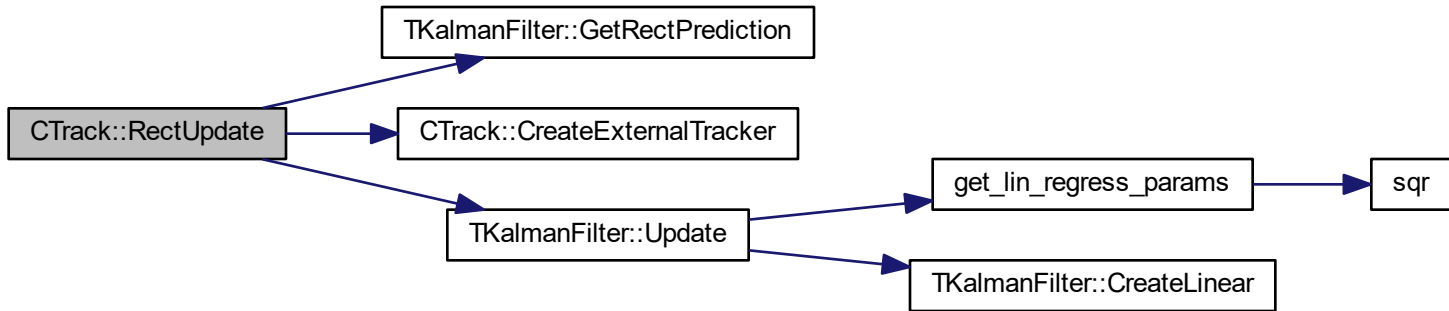 TKalmanFilter::GetRectPrediction
CTrack::RectUpdate
CTrack::CreateExternalTracker
get_lin_regress_params
sqr
TKalmanFilter::Update
TKalmanFilter::CreateLinear